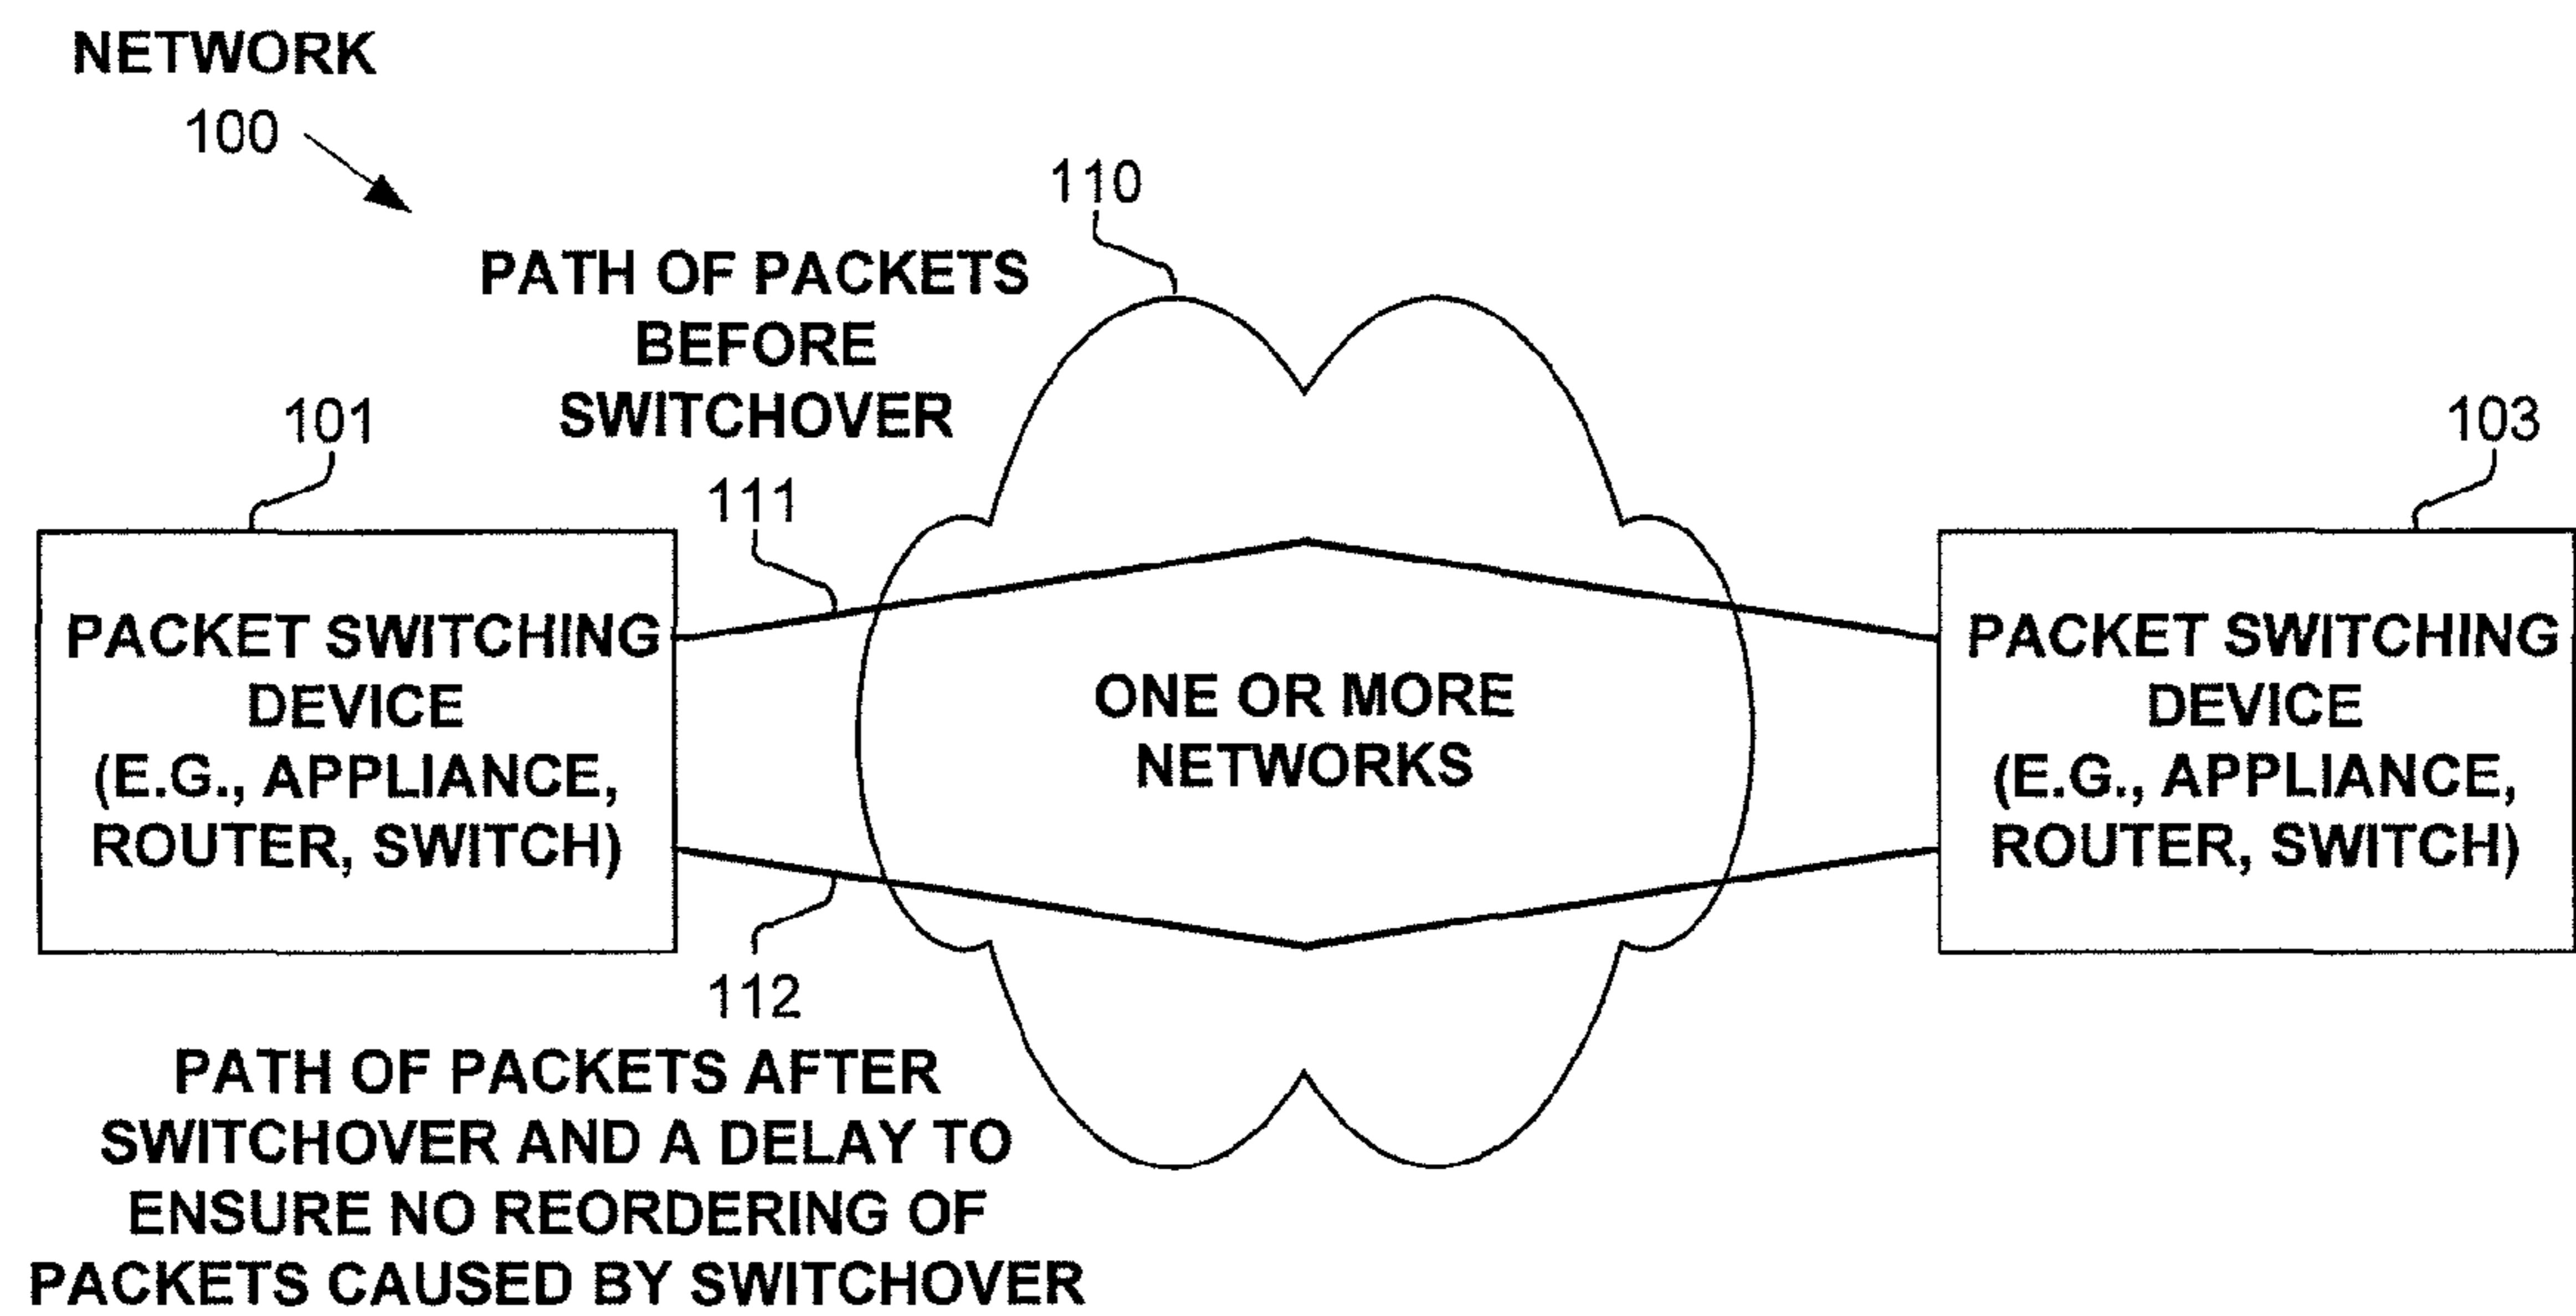 NETWORK
100
110
PATH OF PACKETS
BEFORE
SWITCHOVER
101
111
103
PACKET SWITCHING
DEVICE
(E.G., APPLIANCE,
ROUTER, SWITCH)
ONE OR MORE
NETWORKS
PACKET SWITCHING
DEVICE
(E.G., APPLIANCE,
ROUTER, SWITCH)
112
PATH OF PACKETS AFTER
SWITCHOVER AND A DELAY TO
ENSURE NO REORDERING OF
PACKETS CAUSED BY SWITCHOVER